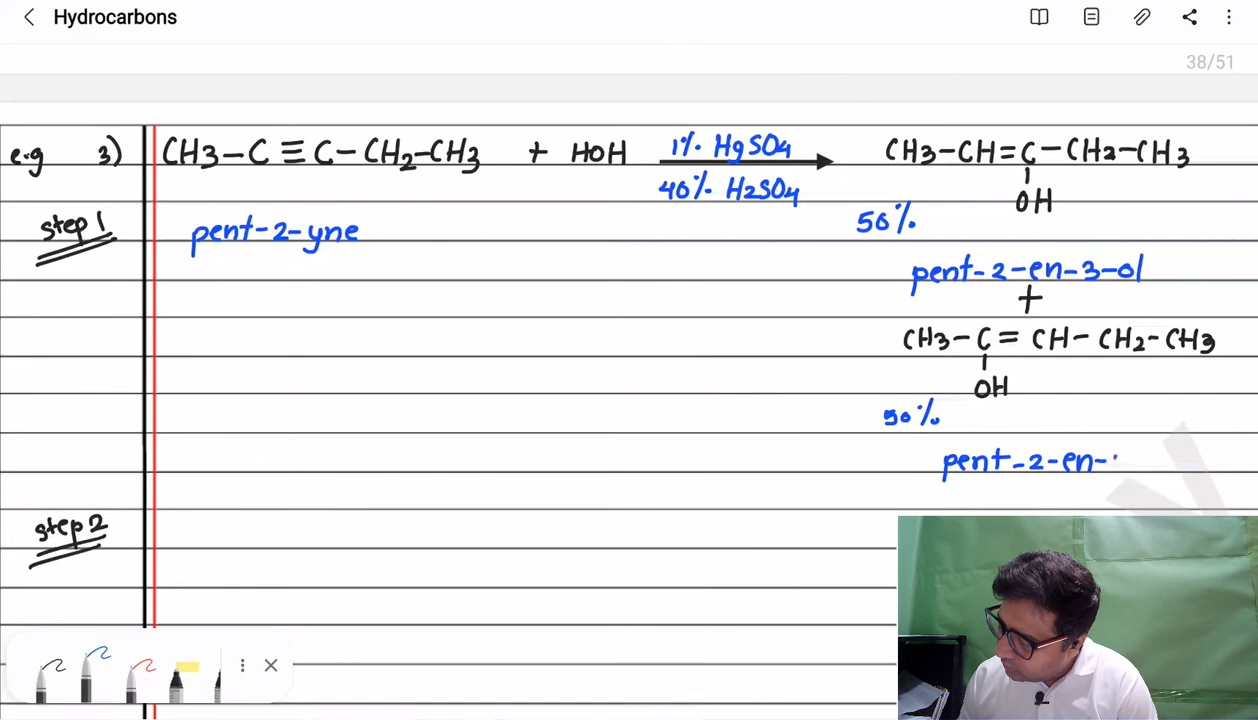 Hydrocarbons
38/51
e.g 3) CH3-C≡C-CH2-CH3 + HOH 1% HgSO4 40% H2SO4 → CH3-CH=C-CH2-CH3
OH
step 1
pent-2-yne
50%
pent-2-en-3-ol
+
CH3-C=CH-CH2-CH3
OH
50%
pent-2-en-
step 2